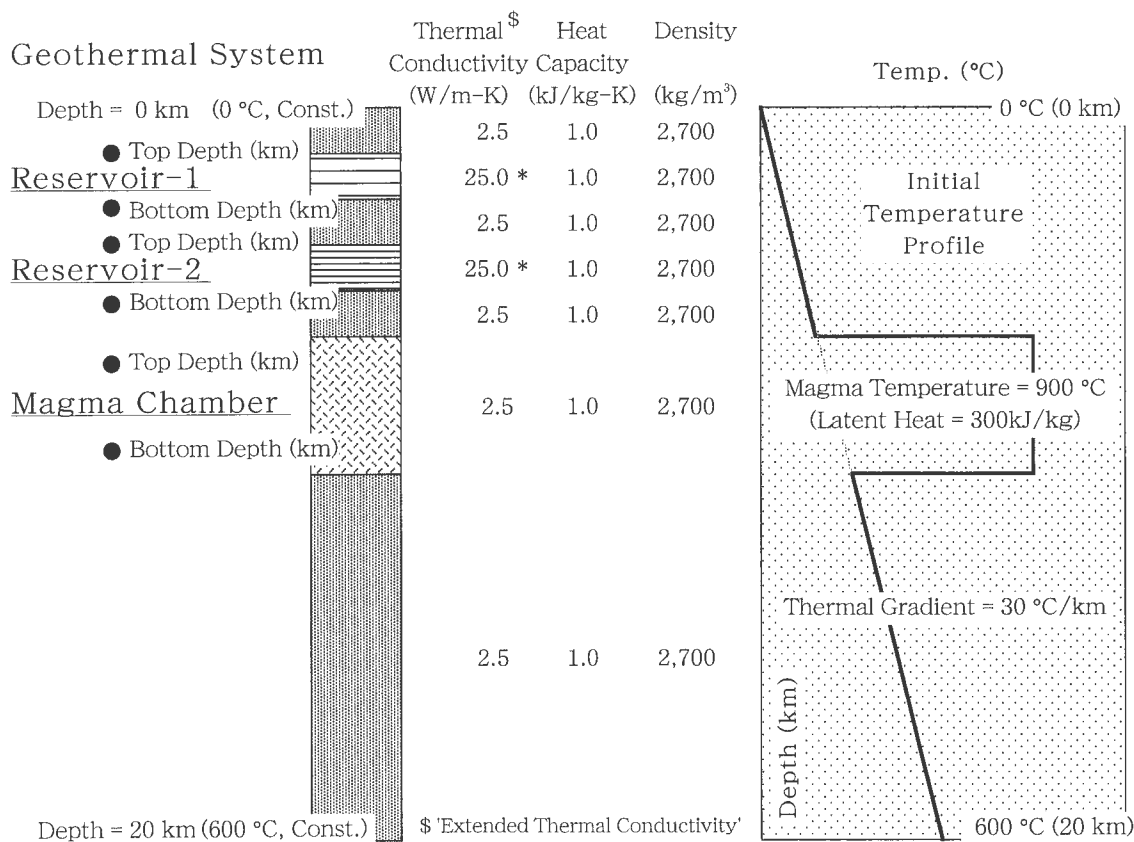 Geothermal System
Thermal $ Heat Density
Conductivity Capacity
(W/m-K) (kJ/kg-K) (kg/m³)
Temp. (°C)
Depth = 0 km (0 °C, Const.)
0 °C (0 km)
2.5 1.0 2,700
● Top Depth (km)
Reservoir-1
25.0 * 1.0 2,700
● Bottom Depth (km)
2.5 1.0 2,700
● Top Depth (km)
Reservoir-2
25.0 * 1.0 2,700
● Bottom Depth (km)
2.5 1.0 2,700
● Top Depth (km)
Magma Chamber
2.5 1.0 2,700
● Bottom Depth (km)
2.5 1.0 2,700
Depth = 20 km (600 °C, Const.)
$ 'Extended Thermal Conductivity'
Initial
Temperature
Profile
Magma Temperature = 900 °C
(Latent Heat = 300kJ/kg)
Thermal Gradient = 30 °C/km
Depth (km)
600 °C (20 km)